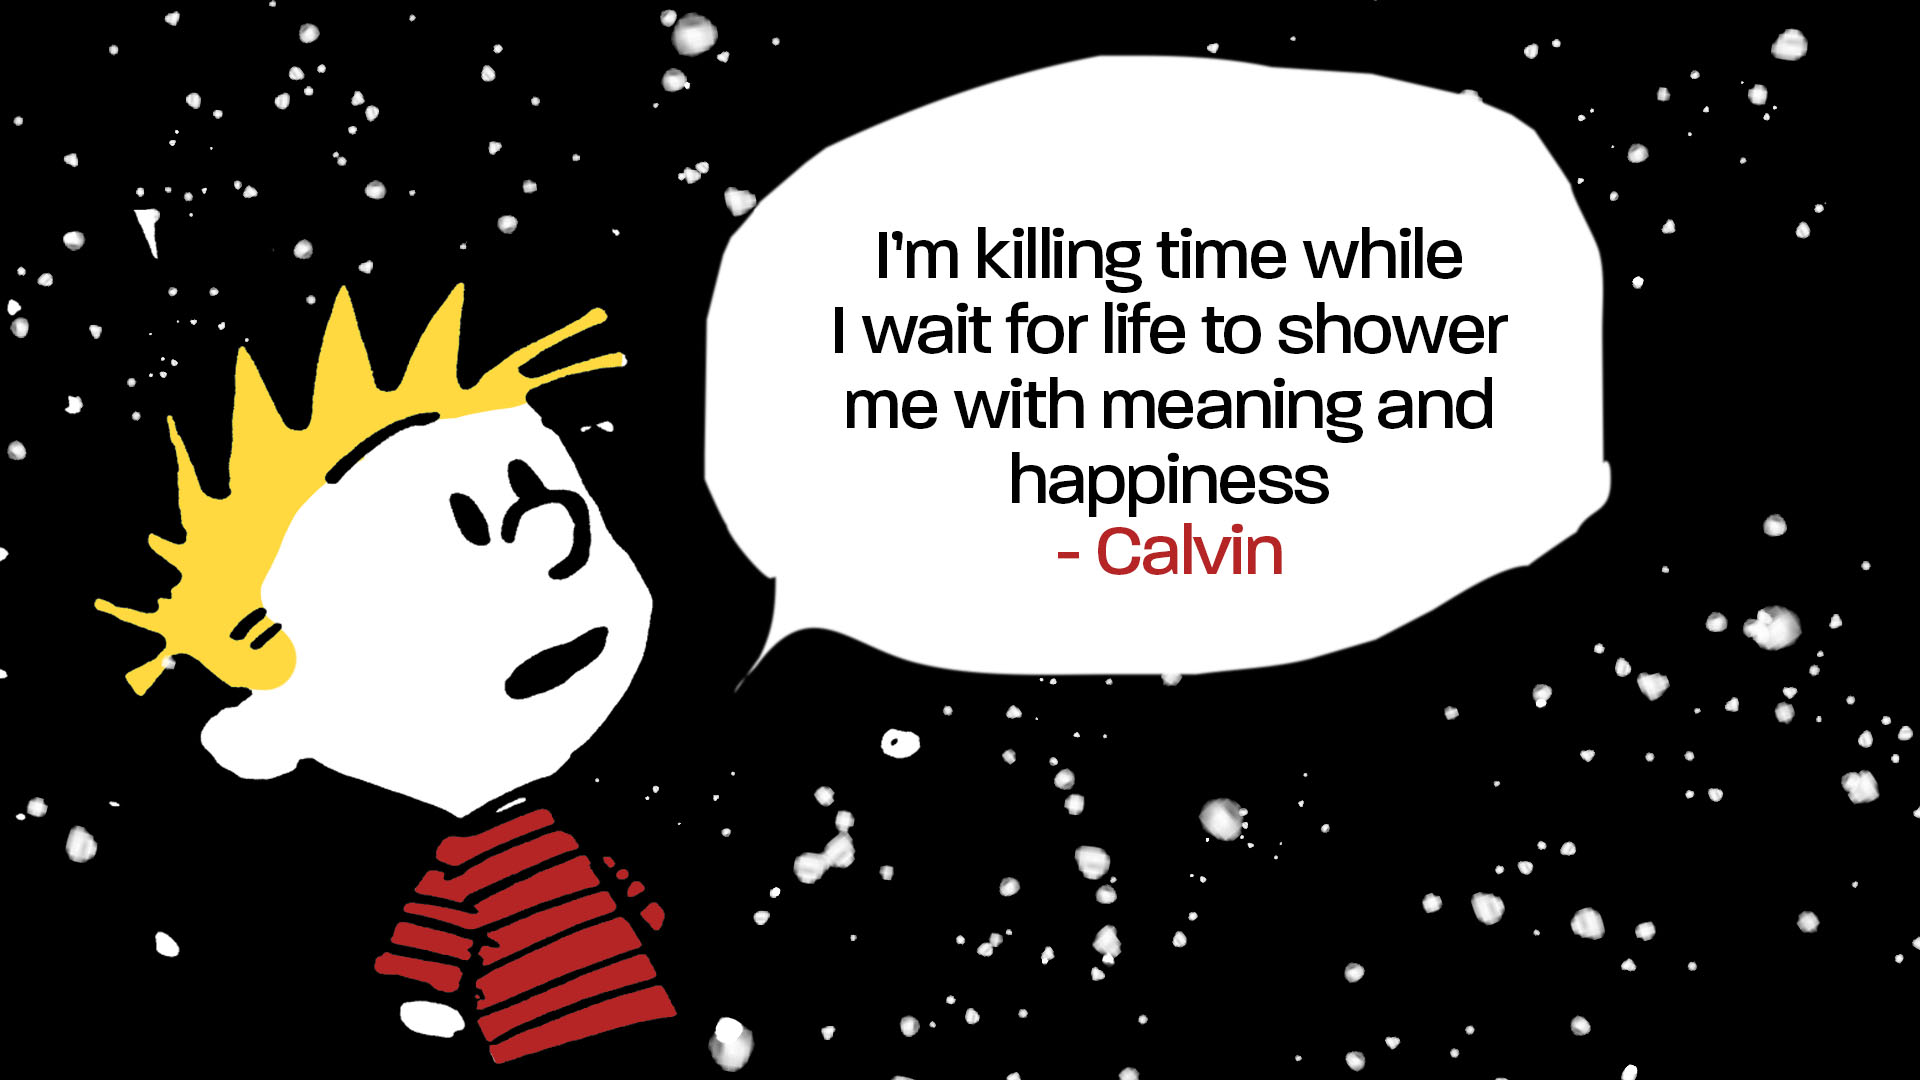 I'm killing time while
I wait for life to shower
me with meaning and
happiness
- Calvin